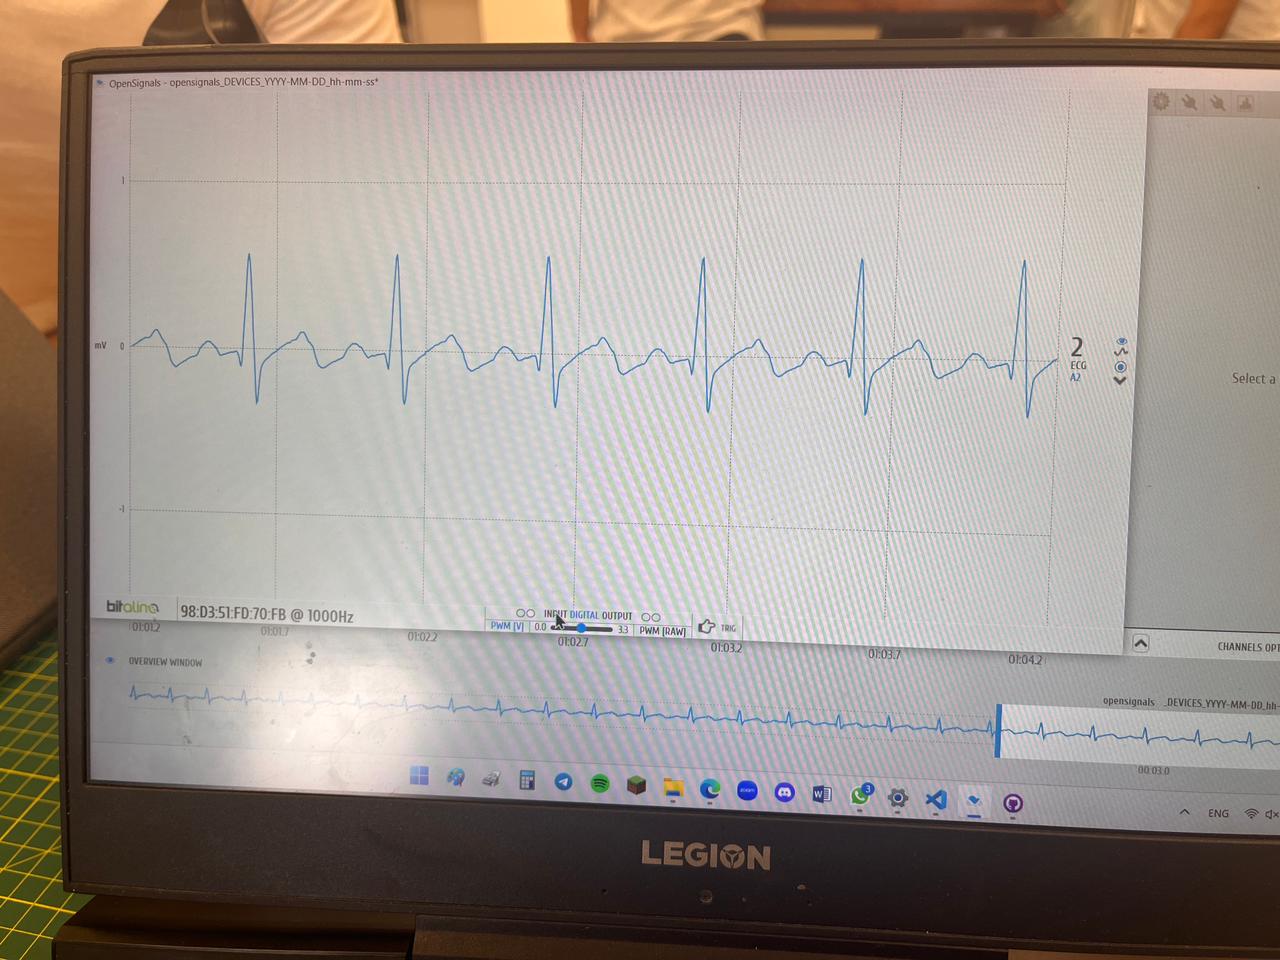 OpenSignals - opensignals_DEVICES_YYYY-MM-DD_hh-mm-ss*
1
mV 0
-1
2
ECG
A2
Select a
bitalino 98:D3:51:FD:70:FB @ 1000Hz
INPUT DIGITAL OUTPUT
PWM [V] 0.0 3.3 PWM [RAW] TRIG
01:01.2 01:01.7 01:02.2 01:02.7 01:03.2 01:03.7 01:04.2
CHANNELS OPT
OVERVIEW WINDOW
opensignals _DEVICES_YYYY-MM-DD_hh-
00:03.0
zoom
3
ENG
LEGION